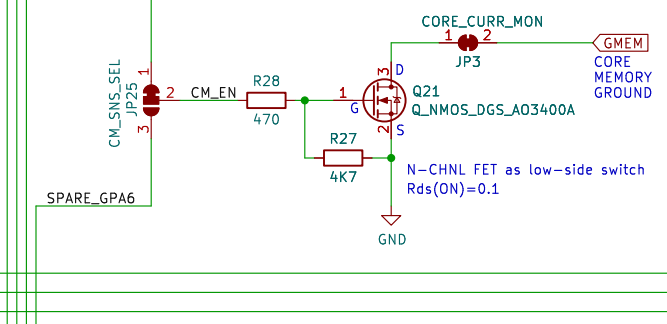 CORE_CURR_MON
1 2
GMEM
JP3
CORE
MEMORY
GROUND
CM_SNS_SEL
JP25
1
2
3
CM_EN
R28
470
1
G
3
D
Q21
Q_NMOS_DGS_AO3400A
2
S
R27
4K7
N-CHNL FET as low-side switch
Rds(ON)=0.1
SPARE_GPA6
GND